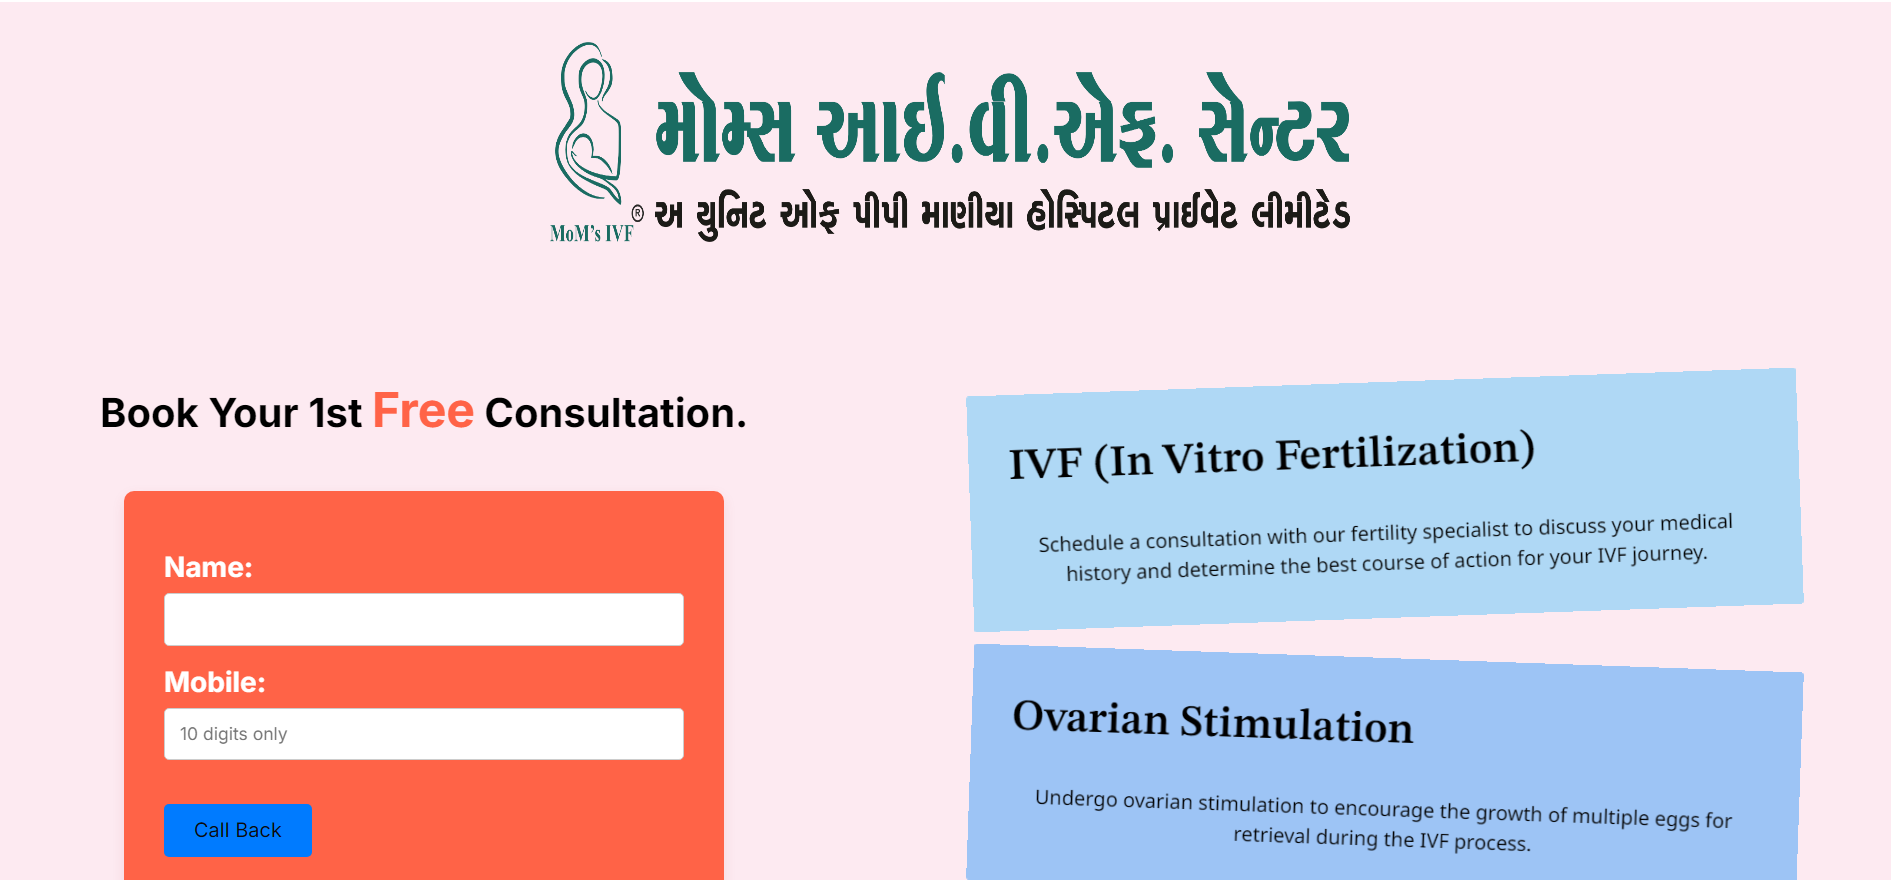 મોમ્સ આઈ.વી.એફ. સેન્ટર
® અ યુનિટ ઓફ પીપી માણીયા હોસ્પિટલ પ્રાઈવેટ લીમીટેડ
MoM's IVF
Book Your 1st Free Consultation.
Name:
Mobile:
10 digits only
Call Back
IVF (In Vitro Fertilization)
Schedule a consultation with our fertility specialist to discuss your medical
history and determine the best course of action for your IVF journey.
Ovarian Stimulation
Undergo ovarian stimulation to encourage the growth of multiple eggs for
retrieval during the IVF process.